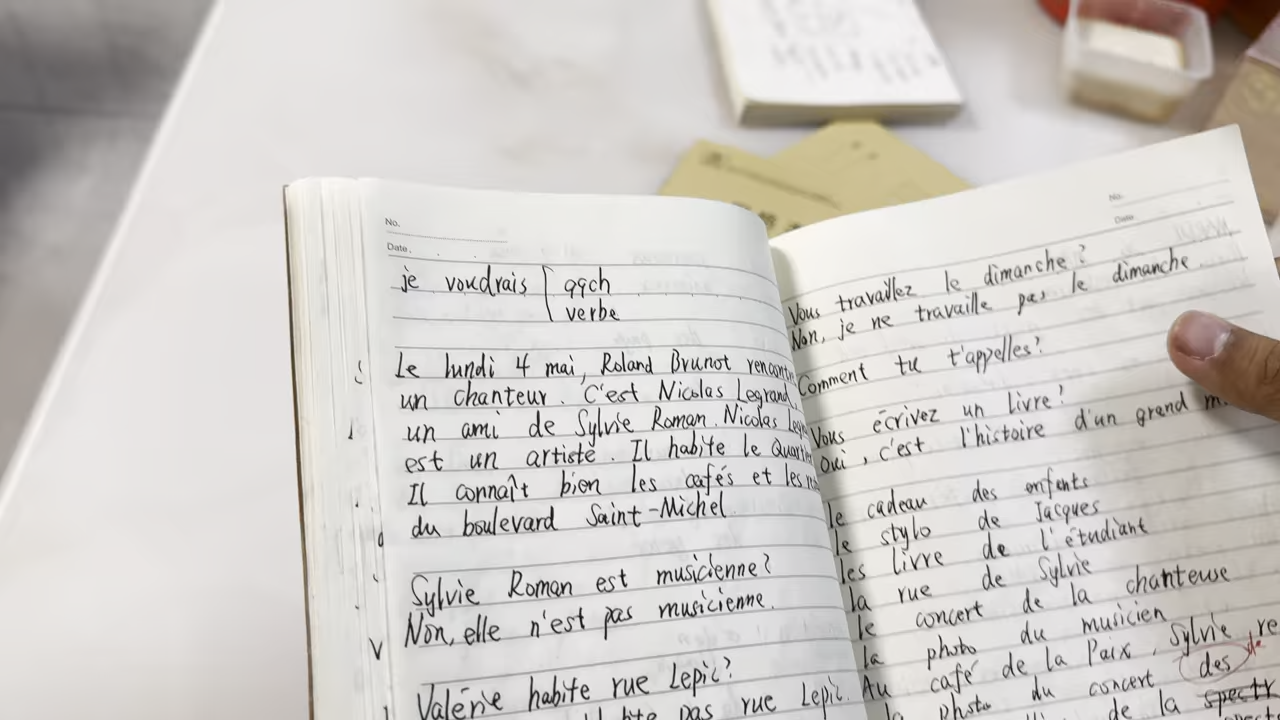 No.
Date.
je voudrais qqch
verbe
Le lundi 4 mai, Roland Brunot
un chanteur. C'est Nicolas Legrand,
un ami de Sylvie Roman. Nicolas
est un artiste. Il habite le
Il connaît bien les cafés et les
du boulevard Saint-Michel.
Sylvie Roman est musicienne?
Non, elle n'est pas musicienne.
Valérie habite rue Lepic?
pas rue Lepic.
No.
Date.
Vous travaillez le dimanche?
Non, je ne travaille pas le dimanche
Comment tu t'appelles?
Vous écrivez un livre?
Oui, c'est l'histoire d'un grand
le cadeau des enfants
le stylo de Jacques
les livre de l'étudiant
la rue de Sylvie
le concert de la chanteuse
la photo du musicien
Au café de la Paix, Sylvie
la photo du concert des de
de la